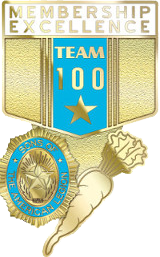 MEMBERSHIP
EXCELLENCE
TEAM
100
SONS OF
THE AMERICAN LEGION